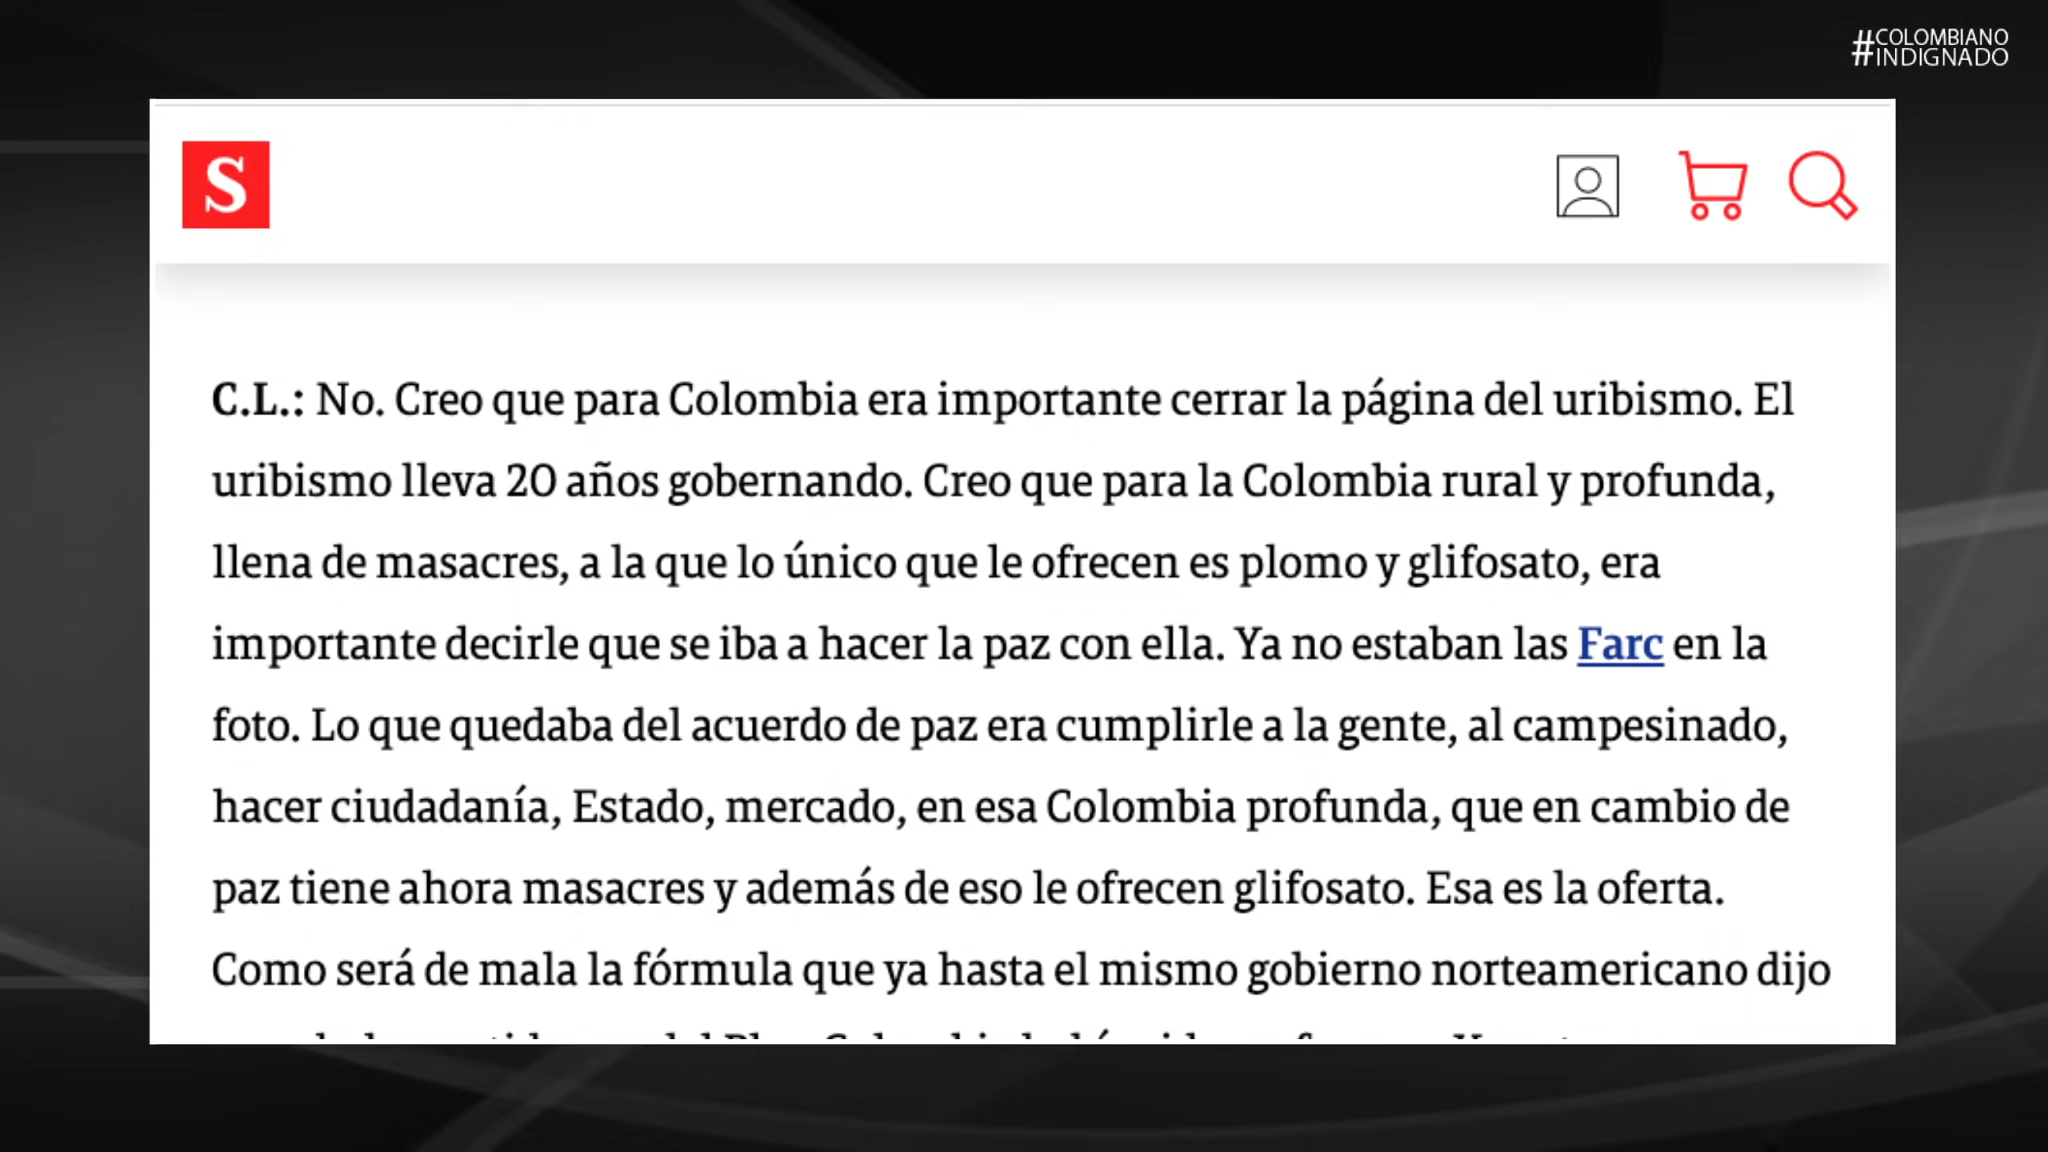 #COLOMBIANO
INDIGNADO
S
C.L.: No. Creo que para Colombia era importante cerrar la página del uribismo. El
uribismo lleva 20 años gobernando. Creo que para la Colombia rural y profunda,
llena de masacres, a la que lo único que le ofrecen es plomo y glifosato, era
importante decirle que se iba a hacer la paz con ella. Ya no estaban las Farc en la
foto. Lo que quedaba del acuerdo de paz era cumplirle a la gente, al campesinado,
hacer ciudadanía, Estado, mercado, en esa Colombia profunda, que en cambio de
paz tiene ahora masacres y además de eso le ofrecen glifosato. Esa es la oferta.
Como será de mala la fórmula que ya hasta el mismo gobierno norteamericano dijo